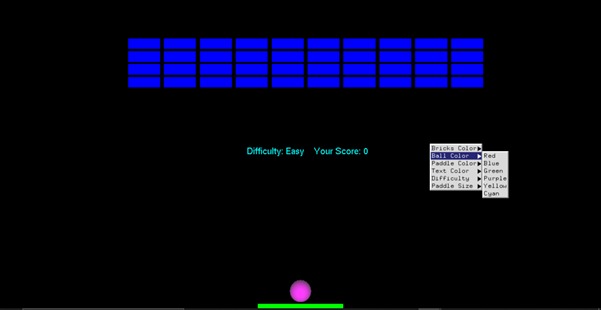 Difficulty: Easy Your Score: 0
Bricks Color
Ball Color
Paddle Color
Text Color
Difficulty
Paddle Size
Red
Blue
Green
Purple
Yellow
Cyan